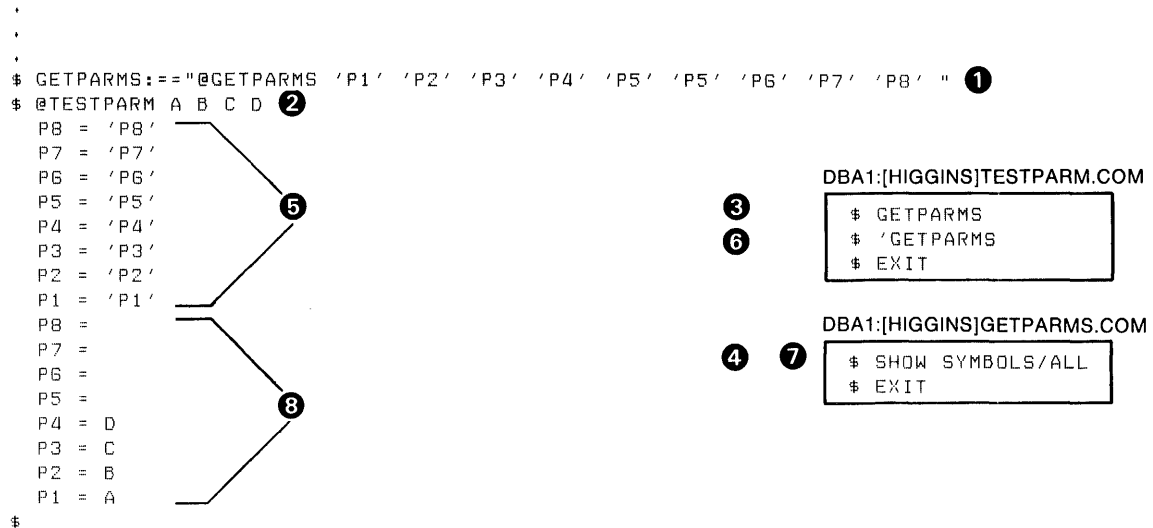 .
.
.
$ GETPARMS:=="@GETPARMS 'P1' 'P2' 'P3' 'P4' 'P5' 'P5' 'P6' 'P7' 'P8' " 1
$ @TESTPARM A B C D 2
P8 = 'P8'
P7 = 'P7'
P6 = 'P6'
P5 = 'P5'
P4 = 'P4'
P3 = 'P3'
P2 = 'P2'
P1 = 'P1'
5
P8 =
P7 =
P6 =
P5 =
P4 = D
P3 = C
P2 = B
P1 = A
8
$
DBA1:[HIGGINS]TESTPARM.COM
3 $ GETPARMS
6 $ 'GETPARMS
$ EXIT
DBA1:[HIGGINS]GETPARMS.COM
4 7 $ SHOW SYMBOLS/ALL
$ EXIT